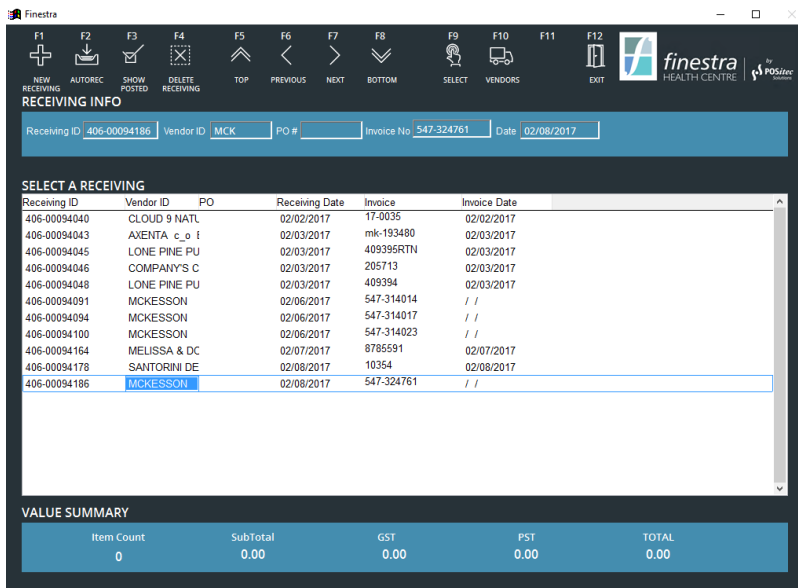 Finestra
F1 F2 F3 F4 F5 F6 F7 F8 F9 F10 F11 F12
NEW RECEIVING AUTOREC SHOW POSTED DELETE RECEIVING TOP PREVIOUS NEXT BOTTOM SELECT VENDORS EXIT
finestra
HEALTH CENTRE
by
POSitec
Solutions
RECEIVING INFO
Receiving ID 406-00094186 Vendor ID MCK PO # Invoice No 547-324761 Date 02/08/2017
SELECT A RECEIVING
Receiving ID Vendor ID PO Receiving Date Invoice Invoice Date
406-00094040 CLOUD 9 NATU 02/02/2017 17-0035 02/02/2017
406-00094043 AXENTA c_o E 02/03/2017 mk-193480 02/03/2017
406-00094045 LONE PINE PU 02/03/2017 409395RTN 02/03/2017
406-00094046 COMPANY'S C 02/03/2017 205713 02/03/2017
406-00094048 LONE PINE PU 02/03/2017 409394 02/03/2017
406-00094091 MCKESSON 02/06/2017 547-314014 / /
406-00094094 MCKESSON 02/06/2017 547-314017 / /
406-00094100 MCKESSON 02/06/2017 547-314023 / /
406-00094164 MELISSA & DO 02/07/2017 8785591 02/07/2017
406-00094178 SANTORINI DE 02/08/2017 10354 02/08/2017
406-00094186 MCKESSON 02/08/2017 547-324761 / /
VALUE SUMMARY
Item Count SubTotal GST PST TOTAL
0 0.00 0.00 0.00 0.00